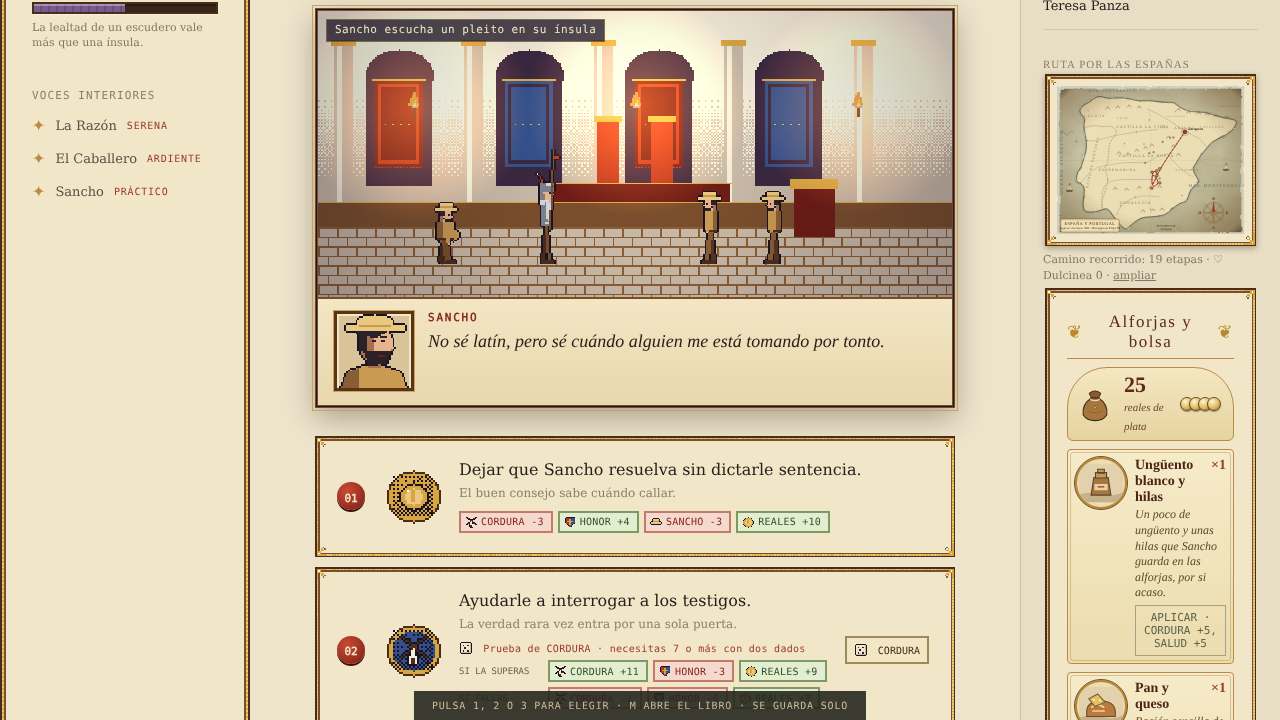 La lealtad de un escudero vale
más que una ínsula.
VOCES INTERIORES
La Razón SERENA
El Caballero ARDIENTE
Sancho PRÁCTICO
Sancho escucha un pleito en su ínsula
SANCHO
No sé latín, pero sé cuándo alguien me está tomando por tonto.
01
Dejar que Sancho resuelva sin dictarle sentencia.
El buen consejo sabe cuándo callar.
CORDURA -3 HONOR +4 SANCHO -3 REALES +10
02
Ayudarle a interrogar a los testigos.
La verdad rara vez entra por una sola puerta.
Prueba de CORDURA · necesitas 7 o más con dos dados
CORDURA
SI LA SUPERAS CORDURA +11 HONOR -3 REALES +9
PULSA 1, 2 O 3 PARA ELEGIR · M ABRE EL LIBRO · SE GUARDA SOLO
Teresa Panza
RUTA POR LAS ESPAÑAS
ESPAÑA Y PORTUGAL
Camino recorrido: 19 etapas · ♡
Dulcinea 0 · ampliar
Alforjas y
bolsa
25
reales de
plata
Ungüento ×1
blanco y
hilas
Un poco de
ungüento y unas
hilas que Sancho
guarda en las
alforjas, por si
acaso.
APLICAR ·
CORDURA +5,
SALUD +5
Pan y ×1
queso